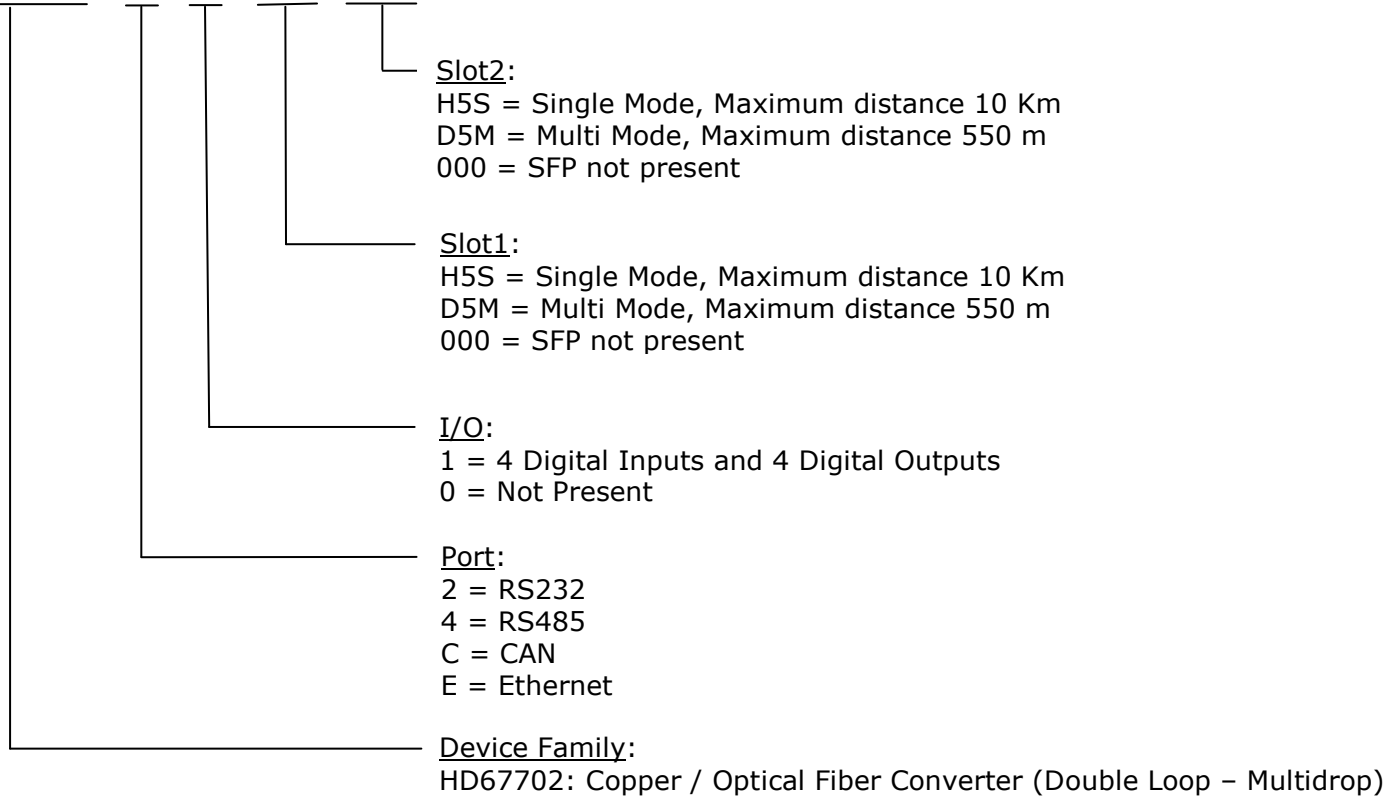 Slot2:
H5S = Single Mode, Maximum distance 10 Km
D5M = Multi Mode, Maximum distance 550 m
000 = SFP not present
Slot1:
H5S = Single Mode, Maximum distance 10 Km
D5M = Multi Mode, Maximum distance 550 m
000 = SFP not present
I/O:
1 = 4 Digital Inputs and 4 Digital Outputs
0 = Not Present
Port:
2 = RS232
4 = RS485
C = CAN
E = Ethernet
Device Family:
HD67702: Copper / Optical Fiber Converter (Double Loop – Multidrop)